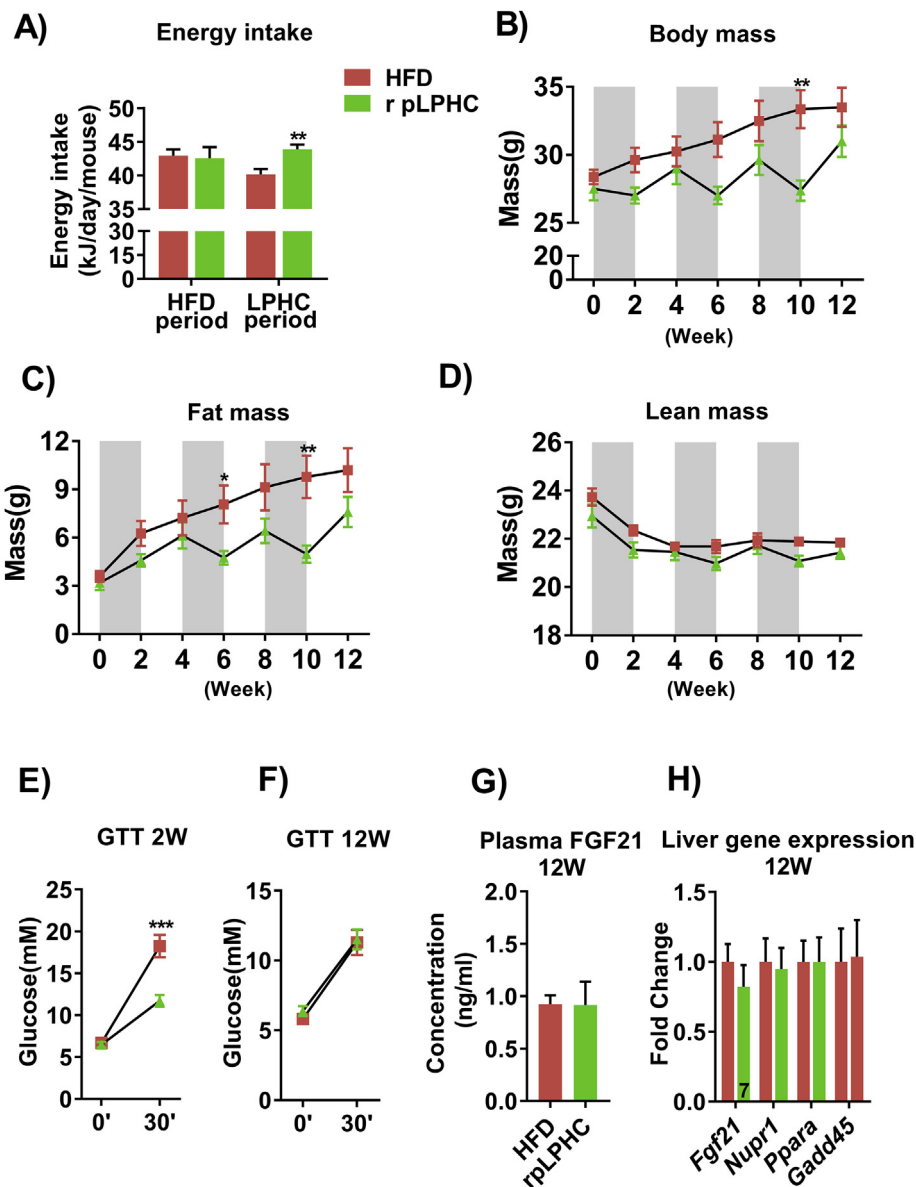 A)
Energy intake
HFD
r pLPHC
Energy intake
(kJ/day/mouse)
50
45
40
35
30
15
0
**
HFD
period
LPHC
period
B)
Body mass
Mass(g)
35
30
25
20
0
**
0 2 4 6 8 10 12
(Week)
C)
Fat mass
Mass(g)
12
9
6
3
0
*
**
0 2 4 6 8 10 12
(Week)
D)
Lean mass
Mass(g)
26
24
22
20
18
0 2 4 6 8 10 12
(Week)
E)
GTT 2W
Glucose(mM)
25
20
15
10
5
0
***
0' 30'
F)
GTT 12W
Glucose(mM)
15
10
5
0
0' 30'
G)
Plasma FGF21
12W
Concentration
(ng/ml)
2.0
1.5
1.0
0.5
0.0
HFD
rpLPHC
H)
Liver gene expression
12W
Fold Change
1.5
1.0
0.5
0.0
7
Fgf21
Nupr1
Ppara
Gadd45